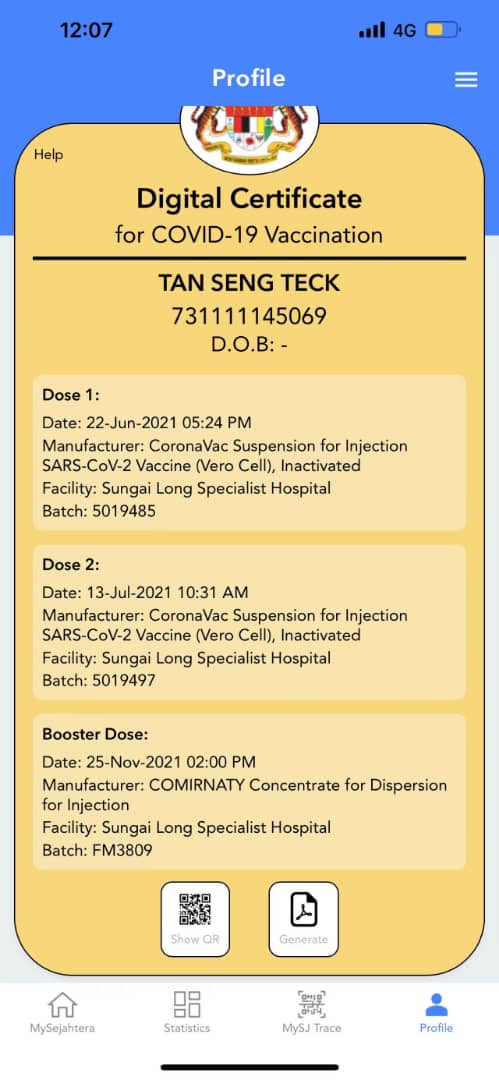 12:07
4G
Profile
Help
Digital Certificate
for COVID-19 Vaccination
TAN SENG TECK
731111145069
D.O.B: -
Dose 1:
Date: 22-Jun-2021 05:24 PM
Manufacturer: CoronaVac Suspension for Injection
SARS-CoV-2 Vaccine (Vero Cell), Inactivated
Facility: Sungai Long Specialist Hospital
Batch: 5019485
Dose 2:
Date: 13-Jul-2021 10:31 AM
Manufacturer: CoronaVac Suspension for Injection
SARS-CoV-2 Vaccine (Vero Cell), Inactivated
Facility: Sungai Long Specialist Hospital
Batch: 5019497
Booster Dose:
Date: 25-Nov-2021 02:00 PM
Manufacturer: COMIRNATY Concentrate for Dispersion
for Injection
Facility: Sungai Long Specialist Hospital
Batch: FM3809
Show QR
Generate
MySejahtera
Statistics
MySJ Trace
Profile